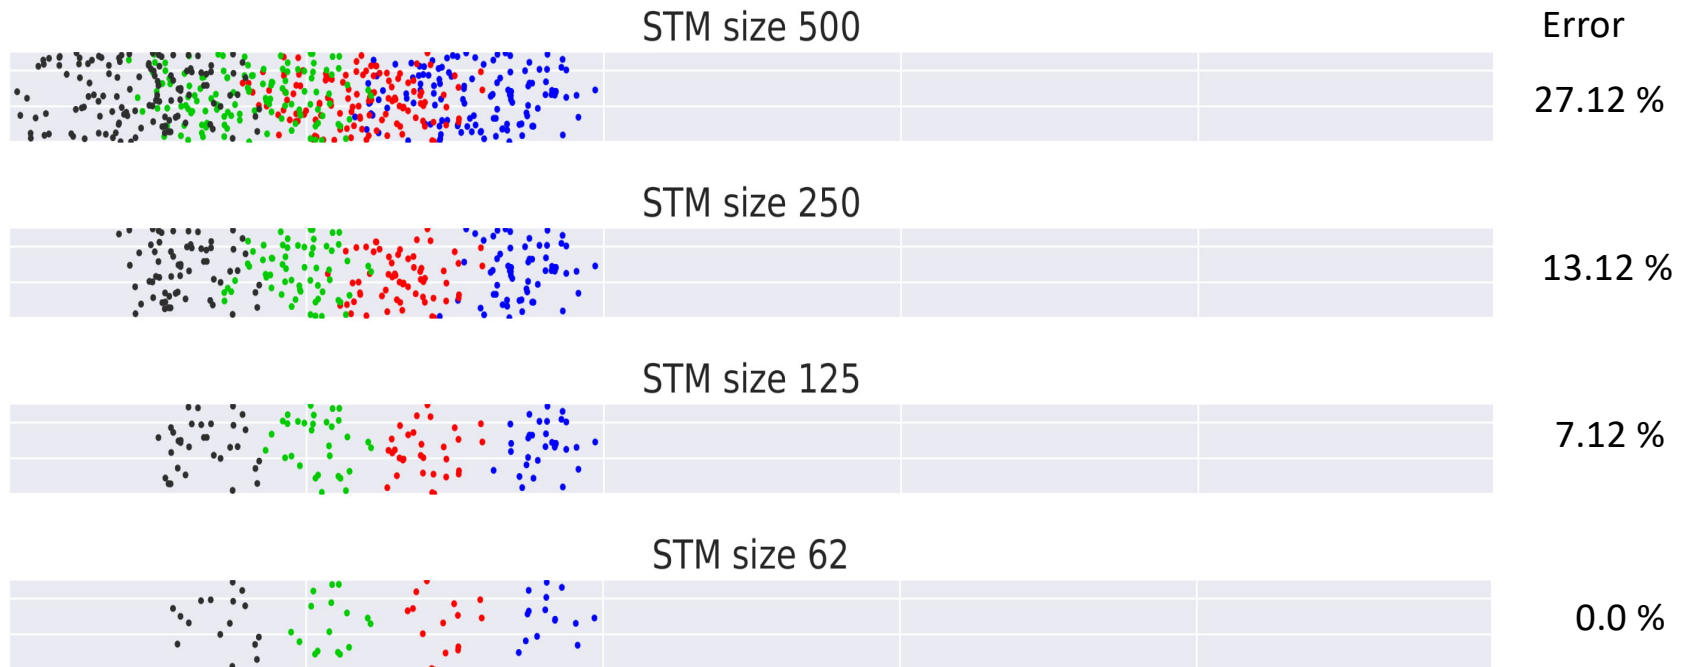 STM size 500
Error
27.12 %
STM size 250
13.12 %
STM size 125
7.12 %
STM size 62
0.0 %